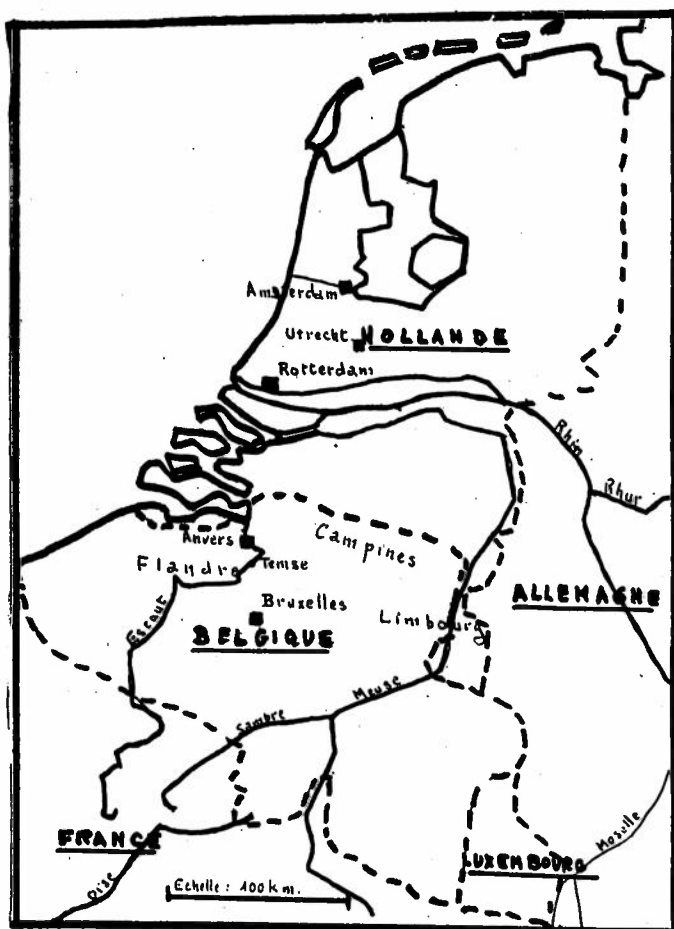 Amsterdam
Utrecht
HOLLANDE
Rotterdam
Rhin
Rhur
Anvers
Campines
Flandre
Temse
ALLEMAGNE
Bruxelles
Limbourg
Escaut
BELGIQUE
Meuse
Sambre
FRANCE
LUXEMBOURG
Moselle
Oise
Echelle : 100 km.